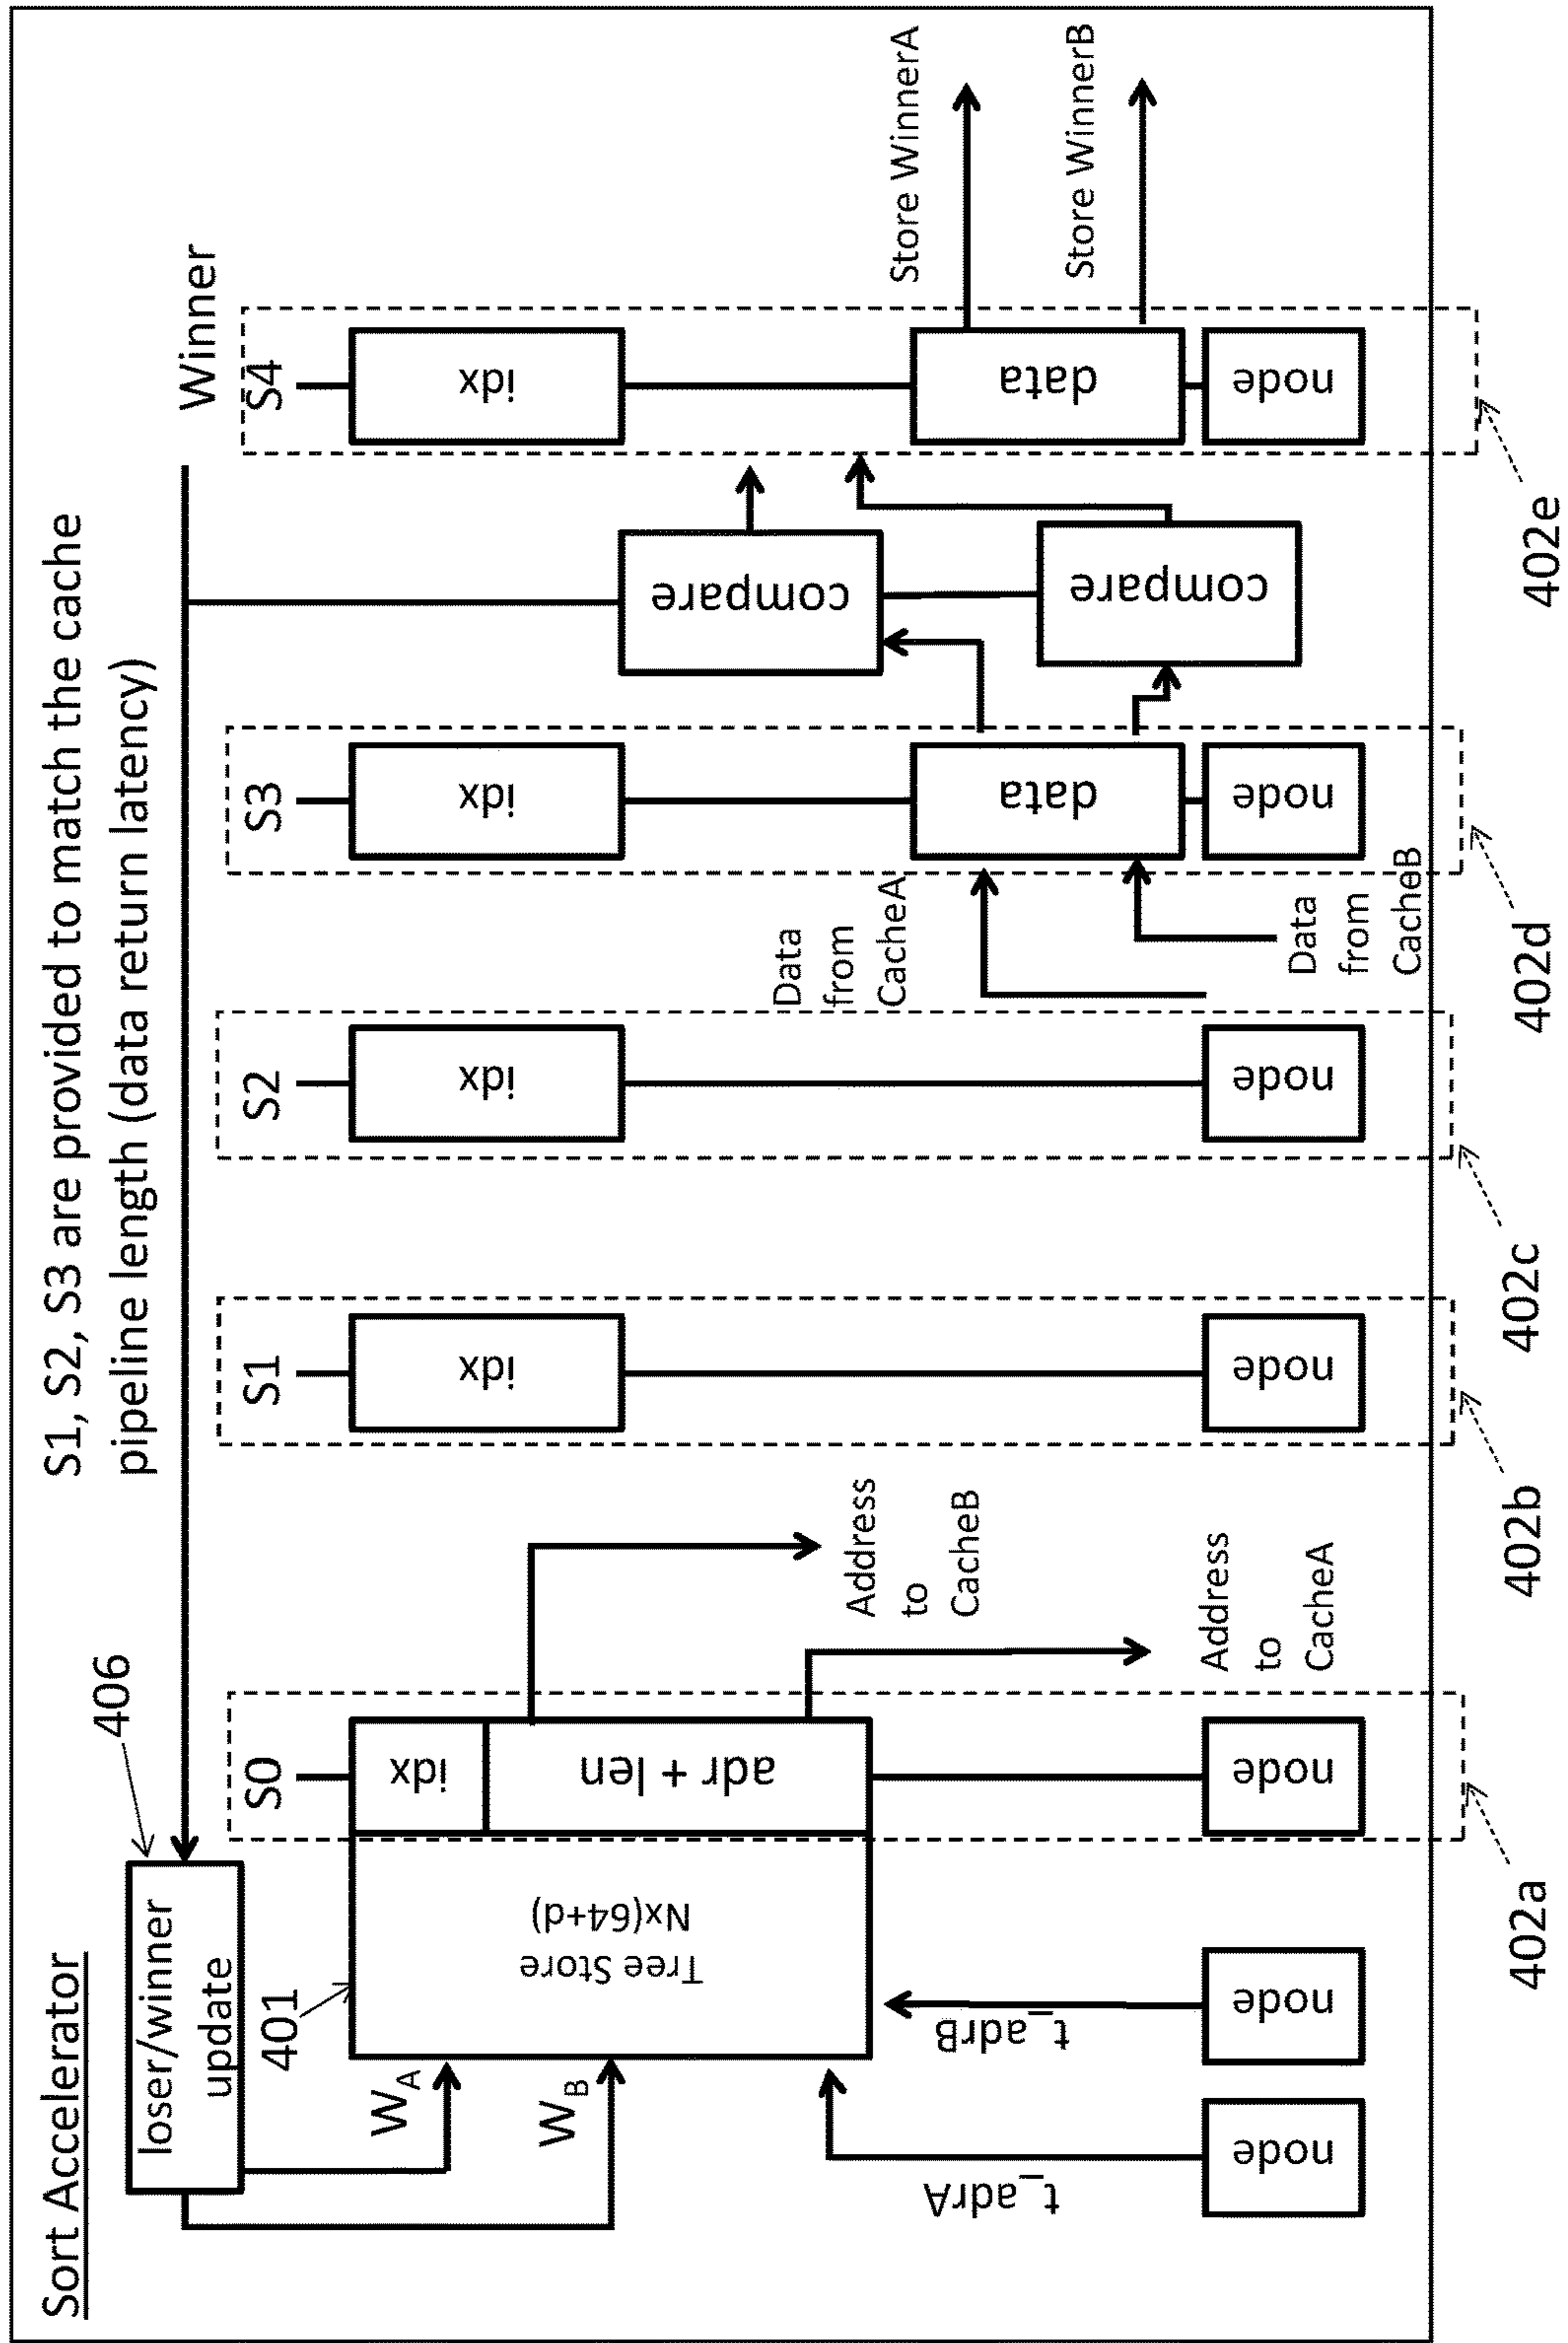 Sort Accelerator
S1, S2, S3 are provided to match the cache
pipeline length (data return latency)
406
loser/winner
update
Winner
401
W_A
W_B
Tree Store
Nx(64+d)
t_adrA
t_adrB
node
node
S0
idx
adr + len
node
Address
to
CacheB
Address
to
CacheA
S1
idx
node
S2
idx
node
Data
from
CacheA
Data
from
CacheB
S3
idx
data
node
compare
compare
S4
idx
data
node
Store WinnerA
Store WinnerB
402a
402b
402c
402d
402e